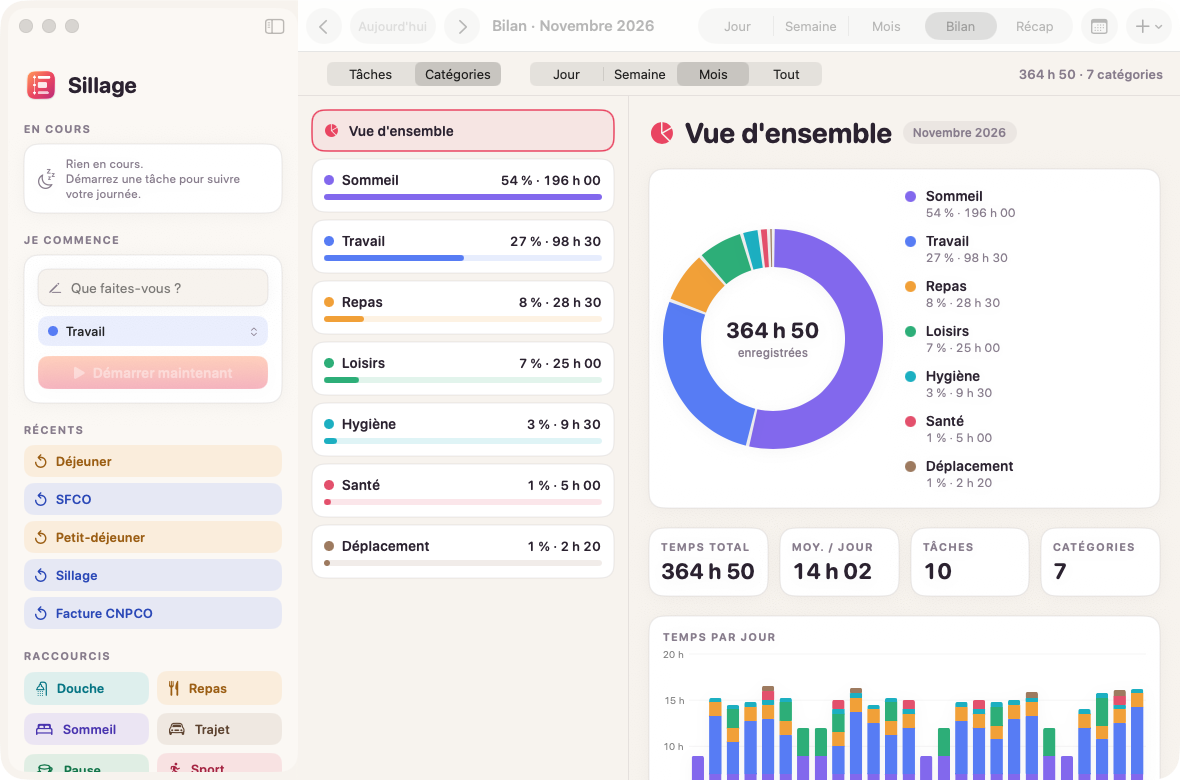 Sillage
EN COURS
Rien en cours.
Démarrez une tâche pour suivre
votre journée.
JE COMMENCE
Que faites-vous ?
Travail
Démarrer maintenant
RÉCENTS
Déjeuner
SFCO
Petit-déjeuner
Sillage
Facture CNPCO
RACCOURCIS
Douche
Repas
Sommeil
Trajet
Pause
Sport
Aujourd'hui
Bilan · Novembre 2026
Jour
Semaine
Mois
Bilan
Récap
Tâches
Catégories
Jour
Semaine
Mois
Tout
364 h 50 · 7 catégories
Vue d'ensemble
Sommeil
54 % · 196 h 00
Travail
27 % · 98 h 30
Repas
8 % · 28 h 30
Loisirs
7 % · 25 h 00
Hygiène
3 % · 9 h 30
Santé
1 % · 5 h 00
Déplacement
1 % · 2 h 20
Vue d'ensemble
Novembre 2026
364 h 50
enregistrées
Sommeil
54 % · 196 h 00
Travail
27 % · 98 h 30
Repas
8 % · 28 h 30
Loisirs
7 % · 25 h 00
Hygiène
3 % · 9 h 30
Santé
1 % · 5 h 00
Déplacement
1 % · 2 h 20
TEMPS TOTAL
364 h 50
MOY. / JOUR
14 h 02
TÂCHES
10
CATÉGORIES
7
TEMPS PAR JOUR
20 h
15 h
10 h